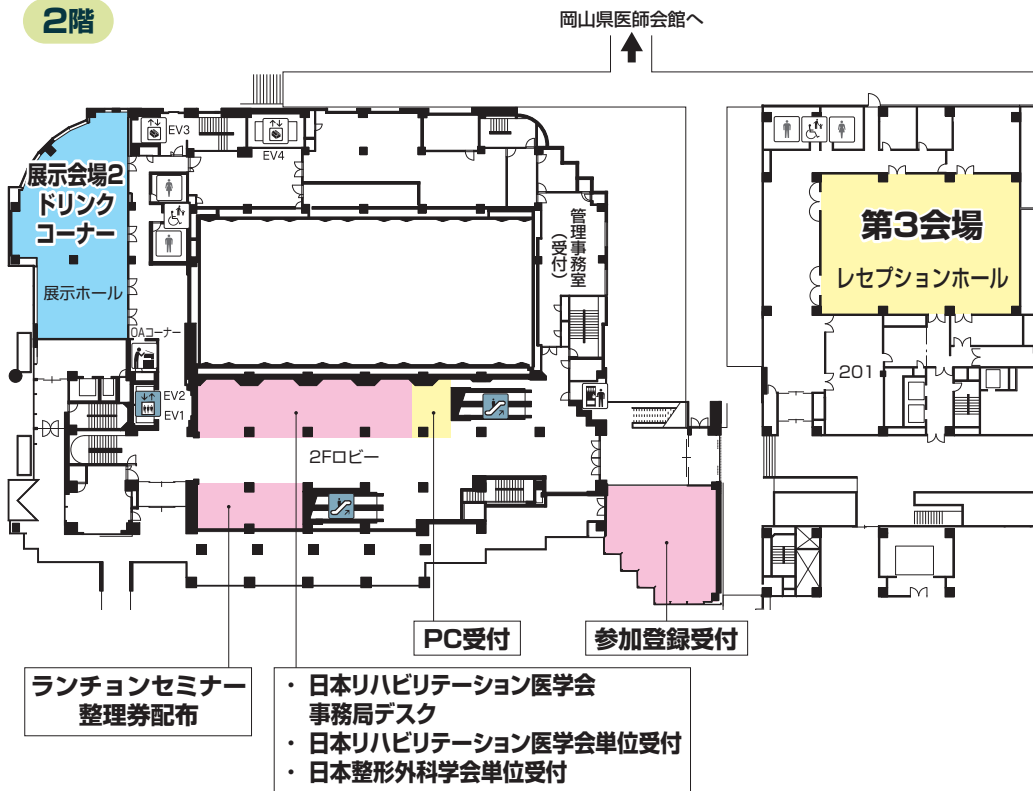 2階
岡山県医師会館へ
EV3
EV4
展示会場2
ドリンク
コーナー
展示ホール
管理事務室
(受付)
第3会場
レセプションホール
OAコーナー
EV2
EV1
201
2Fロビー
PC受付
参加登録受付
ランチョンセミナー
整理券配布
・ 日本リハビリテーション医学会
事務局デスク
・ 日本リハビリテーション医学会単位受付
・ 日本整形外科学会単位受付